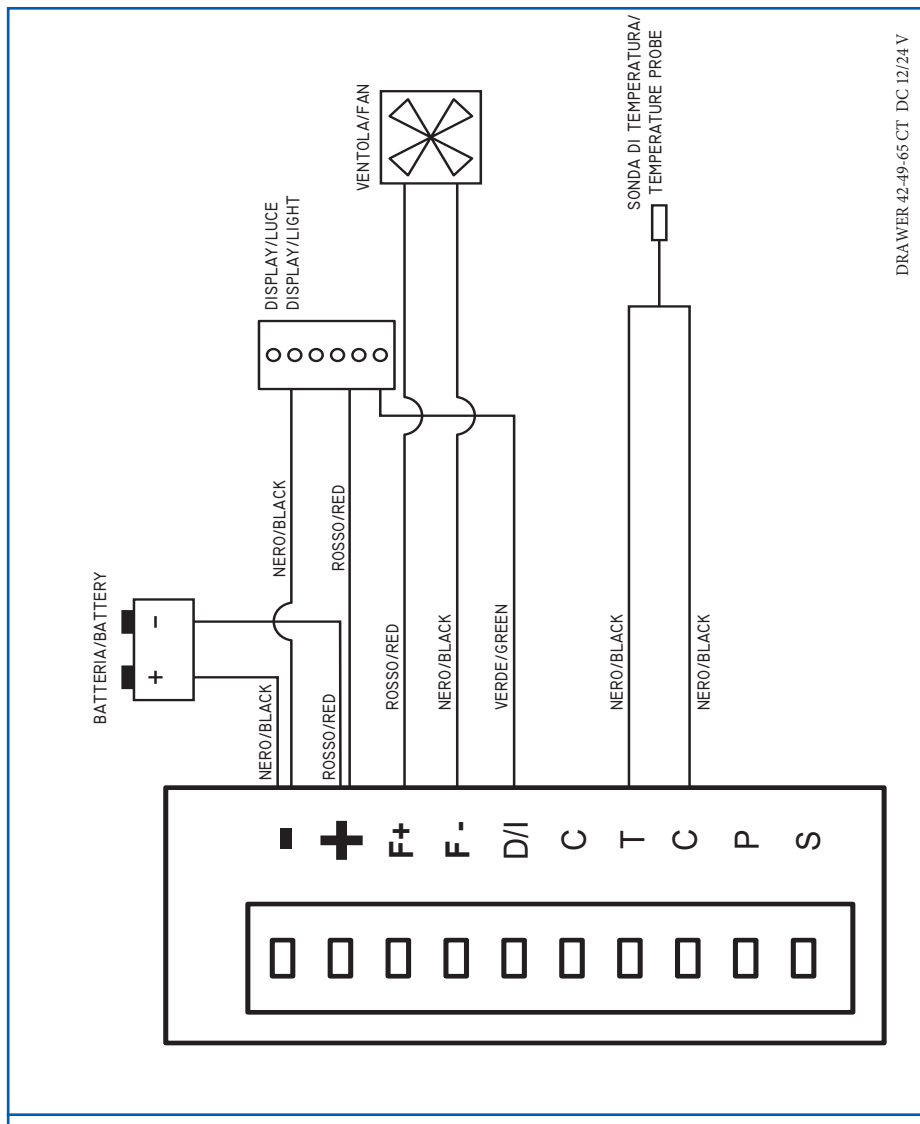 BATTERIA/BATTERY
+
-
DISPLAY/LUCE
DISPLAY/LIGHT
VENTOLA/FAN
SONDA DI TEMPERATURA/
TEMPERATURE PROBE
NERO/BLACK
ROSSO/RED
NERO/BLACK
ROSSO/RED
ROSSO/RED
NERO/BLACK
VERDE/GREEN
NERO/BLACK
NERO/BLACK
-
+
F+
F-
D/I
C
T
C
P
S
DRAWER 42-49-65 CT DC 12/24 V